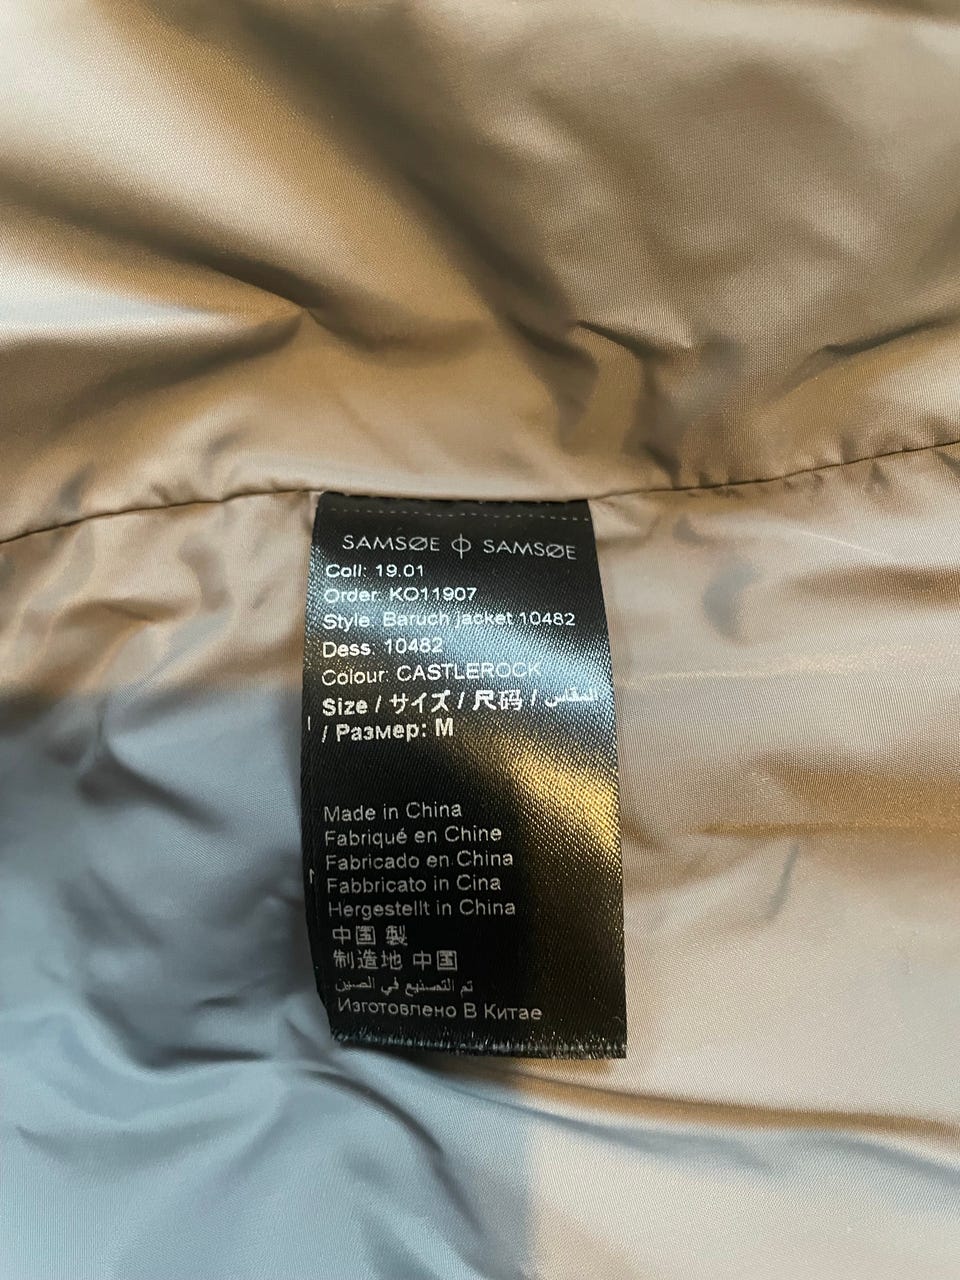 SAMSØE SAMSØE
Coll: 19.01
Order: KO11907
Style: Baruch jacket 10482
Dess: 10482
Colour: CASTLEROCK
Size / サイズ / 尺码 / المقاس
/ Размер: M
Made in China
Fabriqué en Chine
Fabricado en China
Fabbricato in Cina
Hergestellt in China
中国 製
制造地 中国
تم التصنيع في الصين
Изготовлено В Китае